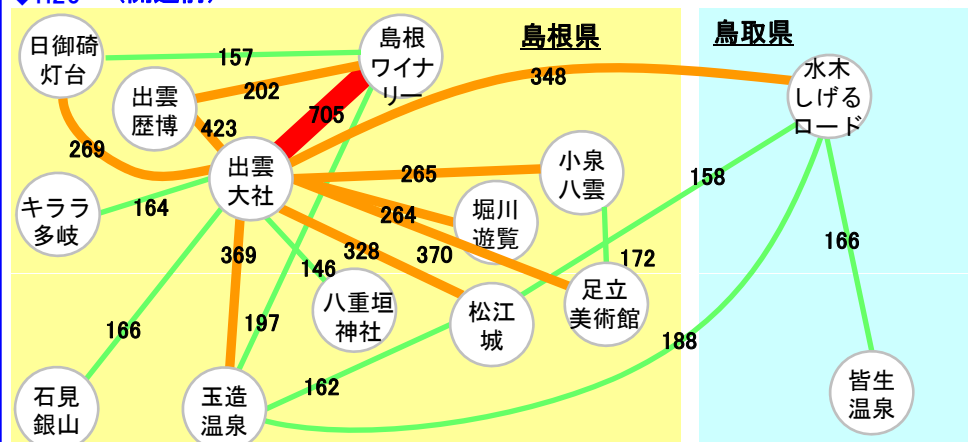 島根県
鳥取県
日御碕
灯台
島根
ワイナ
リー
出雲
歴博
水木
しげる
ロード
出雲
大社
小泉
八雲
キララ
多岐
堀川
遊覧
八重垣
神社
松江
城
足立
美術館
石見
銀山
玉造
温泉
皆生
温泉
157
202
348
705
423
269
265
158
164
264
369
328
370
172
166
146
166
197
188
162